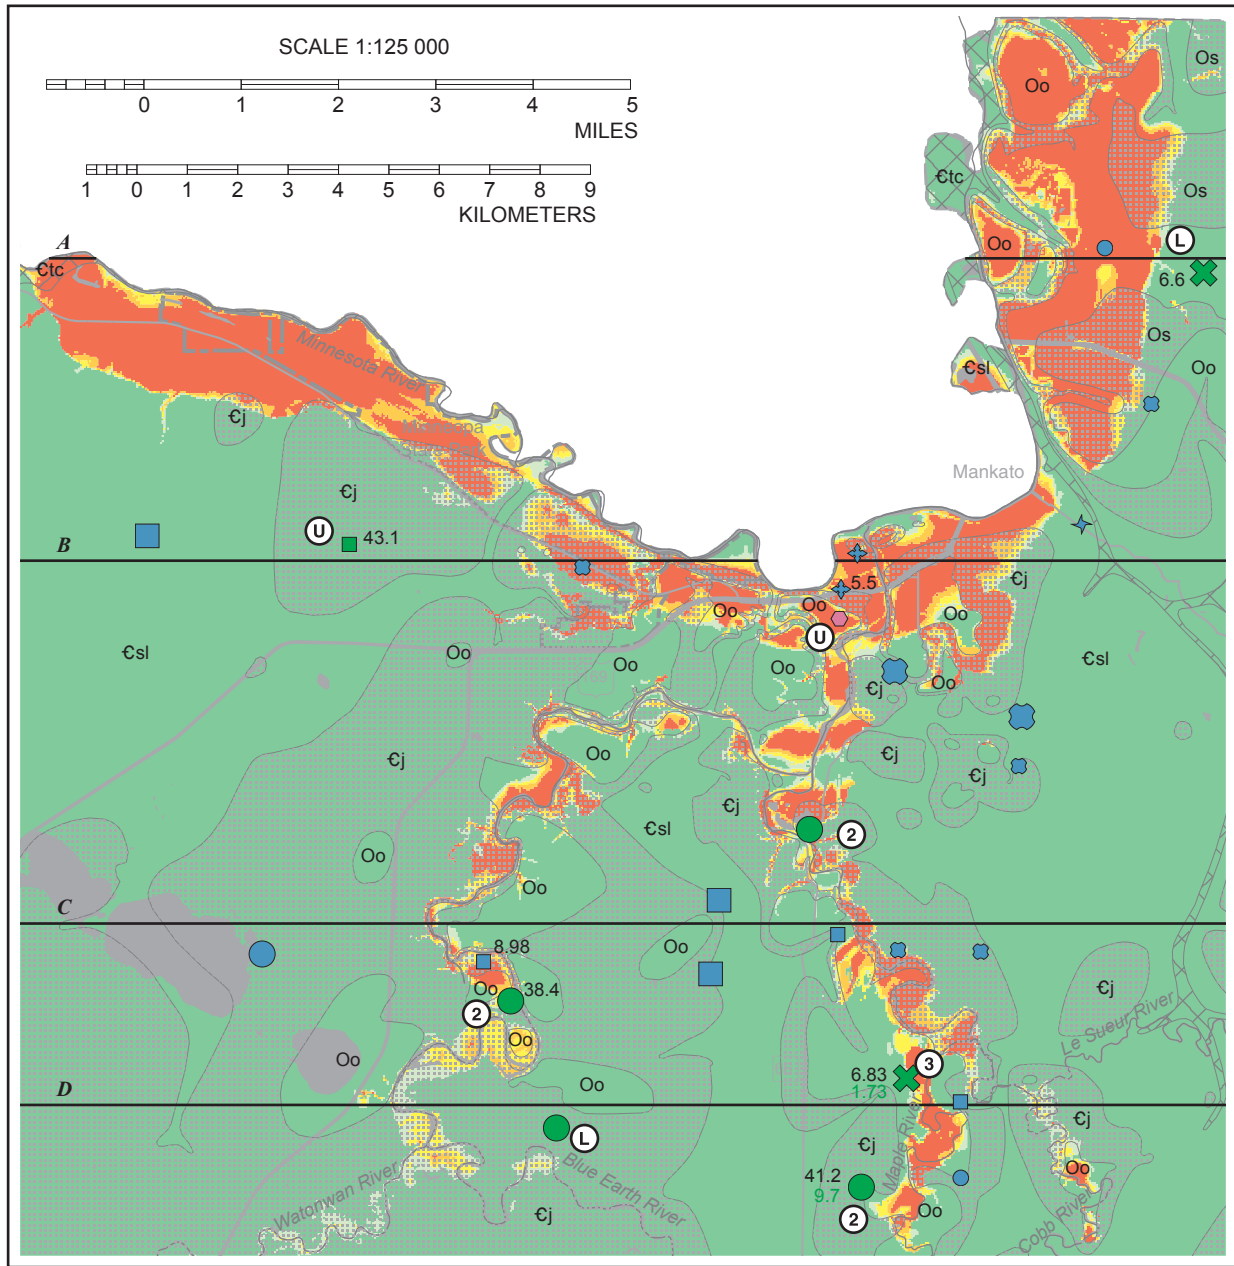 SCALE 1:125 000
0 1 2 3 4 5
MILES
1 0 1 2 3 4 5 6 7 8 9
KILOMETERS
Oo
Os
Ꞓtc
Os
A
Ꞓtc
Oo
L
6.6
Minnesota River
Os
Oo
Ꞓsl
Ꞓj
Minneopa
State Park
Mankato
Ꞓj
U
43.1
B
5.5
Ꞓj
Oo
Oo
Oo
U
Ꞓsl
Oo
Oo
Oo
Ꞓsl
Ꞓj
Oo
Ꞓj
Oo
Ꞓj
Ꞓj
Ꞓsl
2
Oo
Oo
C
8.98
Oo
Oo
38.4
2
Ꞓj
Le Sueur River
Oo
Oo
Oo
3
6.83
1.73
D
Maple River
Ꞓj
Ꞓj
L
Blue Earth River
Watonwan River
Oo
41.2
9.7
2
Oo
Ꞓj
Cobb River